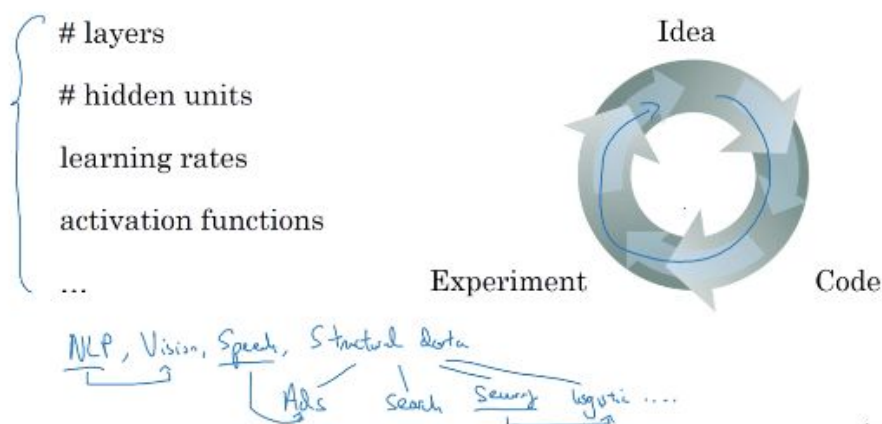 # layers
Idea
# hidden units
learning rates
activation functions
...
Experiment
Code
NLP, Vision, Speech, Structural data
Ads search Security logistic ....